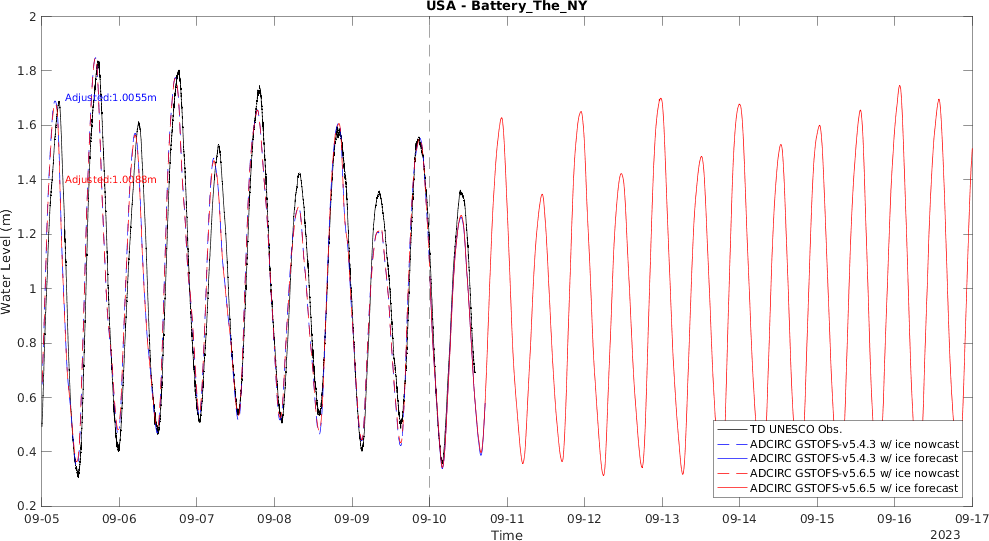 USA - Battery_The_NY
2
1.8
1.6
1.4
1.2
1
0.8
0.6
0.4
0.2
Water Level (m)
Adjusted:1.0055m
Adjusted:1.0088m
TD UNESCO Obs.
ADCIRC GSTOFS-v5.4.3 w/ ice nowcast
ADCIRC GSTOFS-v5.4.3 w/ ice forecast
ADCIRC GSTOFS-v5.6.5 w/ ice nowcast
ADCIRC GSTOFS-v5.6.5 w/ ice forecast
09-05 09-06 09-07 09-08 09-09 09-10 09-11 09-12 09-13 09-14 09-15 09-16 09-17
Time
2023